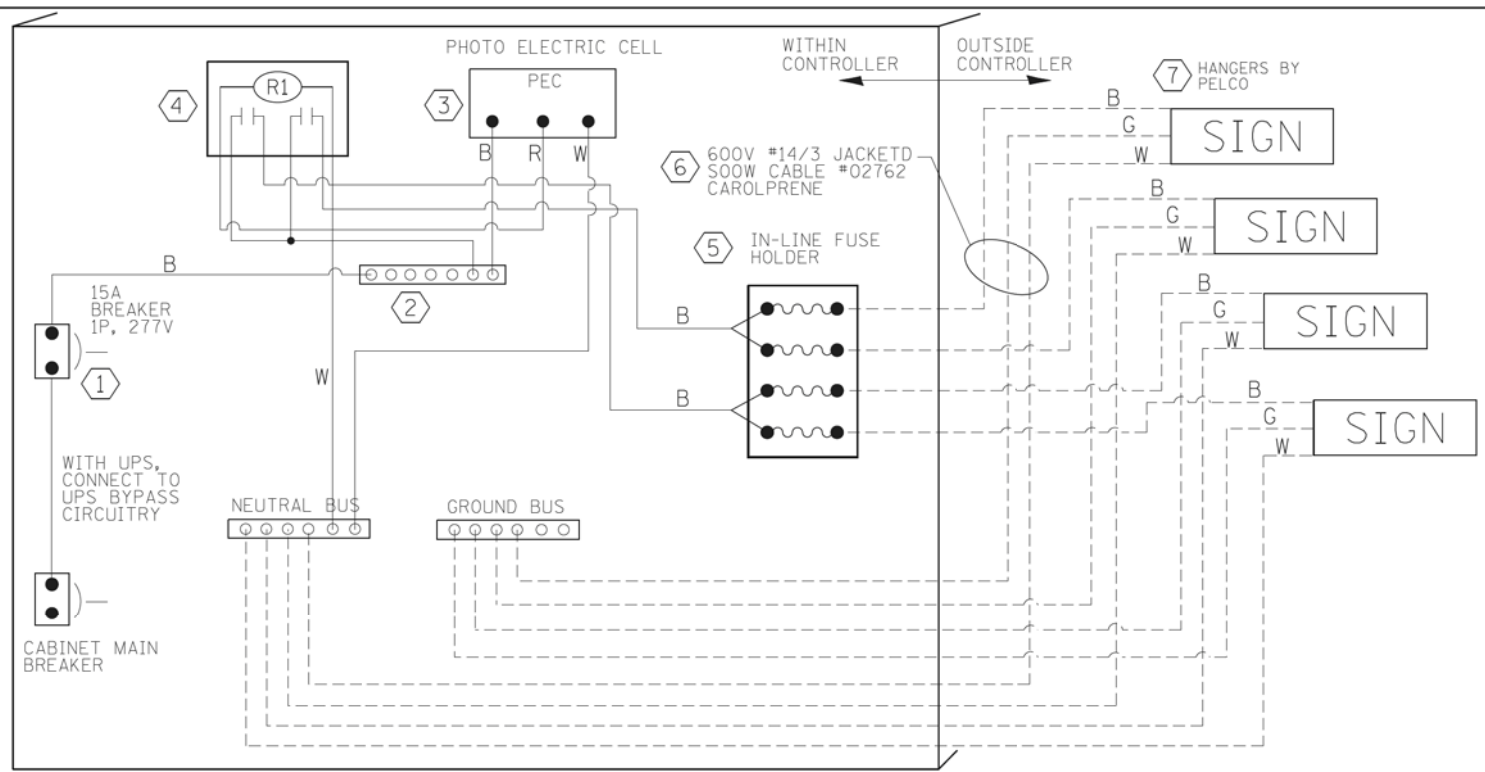 PHOTO ELECTRIC CELL
WITHIN
CONTROLLER
OUTSIDE
CONTROLLER
7
HANGERS BY
PELCO
4
R1
3
PEC
B R W
6
600V #14/3 JACKETD
SOOW CABLE #02762
CAROLPRENE
B
G
W
SIGN
B
G
W
SIGN
5
IN-LINE FUSE
HOLDER
B
15A
BREAKER
1P, 277V
2
1
W
B
B
B
G
W
SIGN
B
G
W
SIGN
WITH UPS,
CONNECT TO
UPS BYPASS
CIRCUITRY
NEUTRAL BUS
GROUND BUS
CABINET MAIN
BREAKER